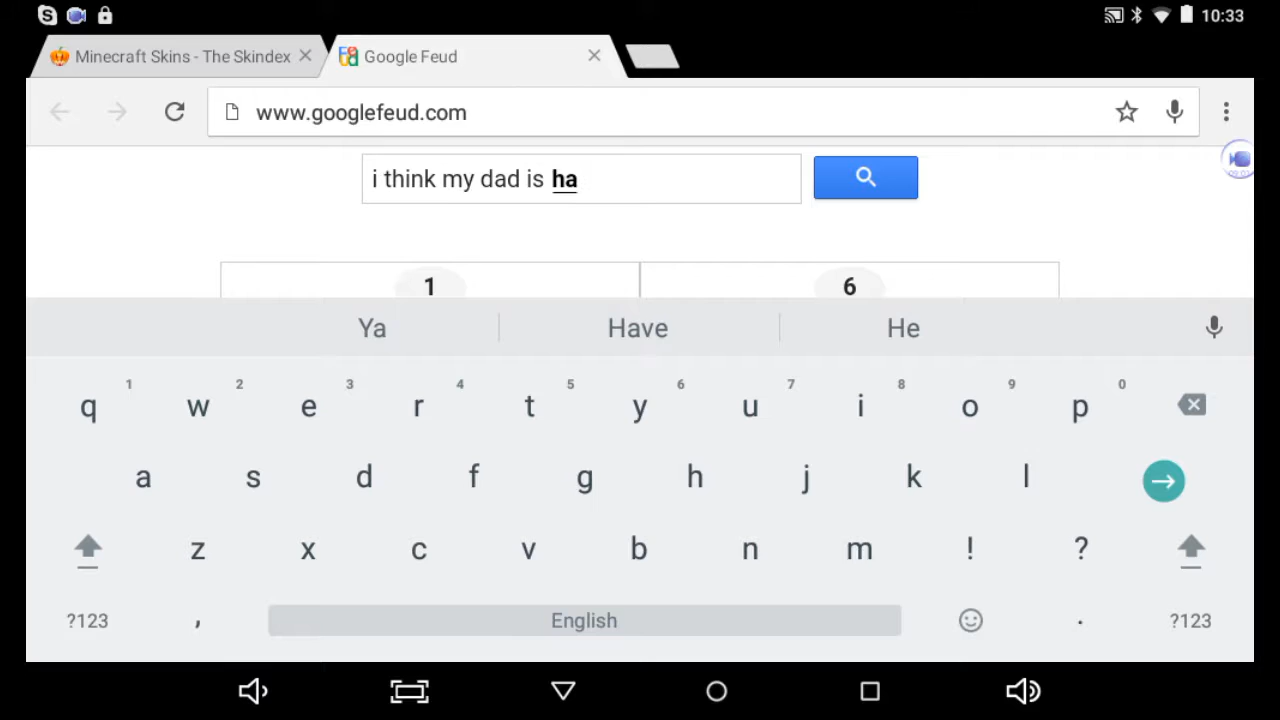 10:33
Minecraft Skins - The Skindex
Google Feud
www.googlefeud.com
i think my dad is ha
1 6
Ya Have He
1 2 3 4 5 6 7 8 9 0
q w e r t y u i o p
a s d f g h j k l
z x c v b n m ! ?
?123 , English . ?123